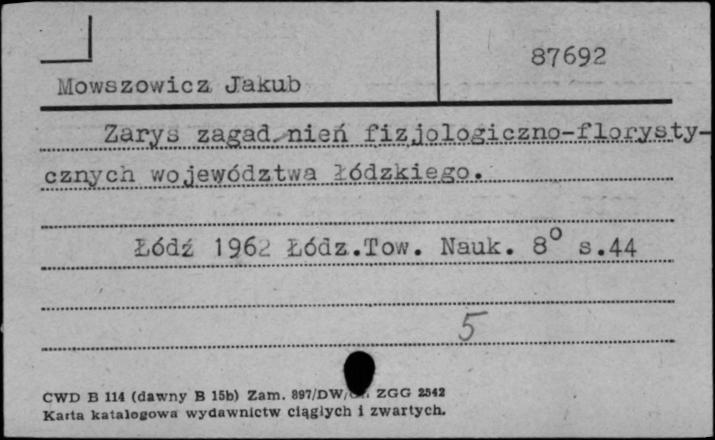 87692
Mowszowicz Jakub
Zarys zagadnień fizjologiczno-florysty-
cznych województwa łódzkiego.
Łódź 1962 Łódz.Tow. Nauk. 8° s.44
5
CWD B 114 (dawny B 15b) Zam. 897/DW/ ZGG 2542
Karta katalogowa wydawnictw ciągłych i zwartych.